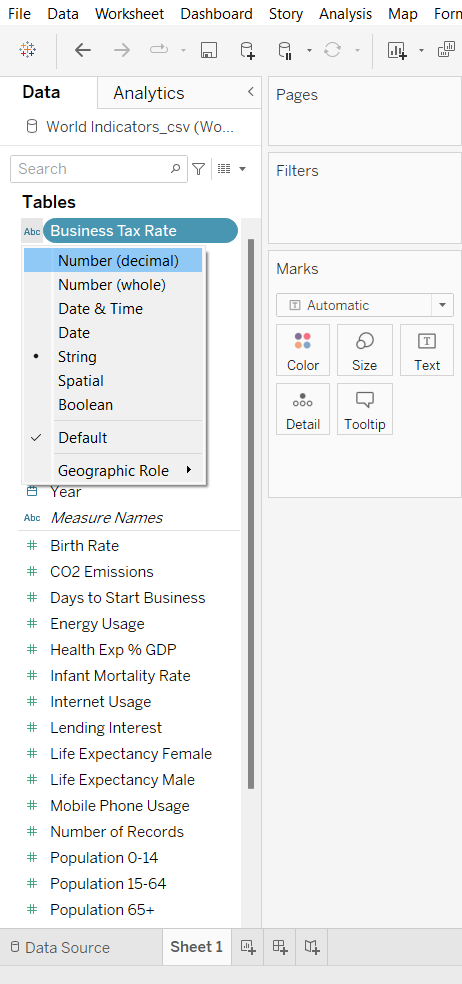 File Data Worksheet Dashboard Story Analysis Map Form
Data Analytics
World Indicators_csv (Wo...
Search
Tables
Abc Business Tax Rate
Number (decimal)
Number (whole)
Date & Time
Date
String
Spatial
Boolean
Default
Geographic Role
Year
Abc Measure Names
Birth Rate
CO2 Emissions
Days to Start Business
Energy Usage
Health Exp % GDP
Infant Mortality Rate
Internet Usage
Lending Interest
Life Expectancy Female
Life Expectancy Male
Mobile Phone Usage
Number of Records
Population 0-14
Population 15-64
Population 65+
Pages
Filters
Marks
T Automatic
Color Size Text
Detail Tooltip
Data Source Sheet 1